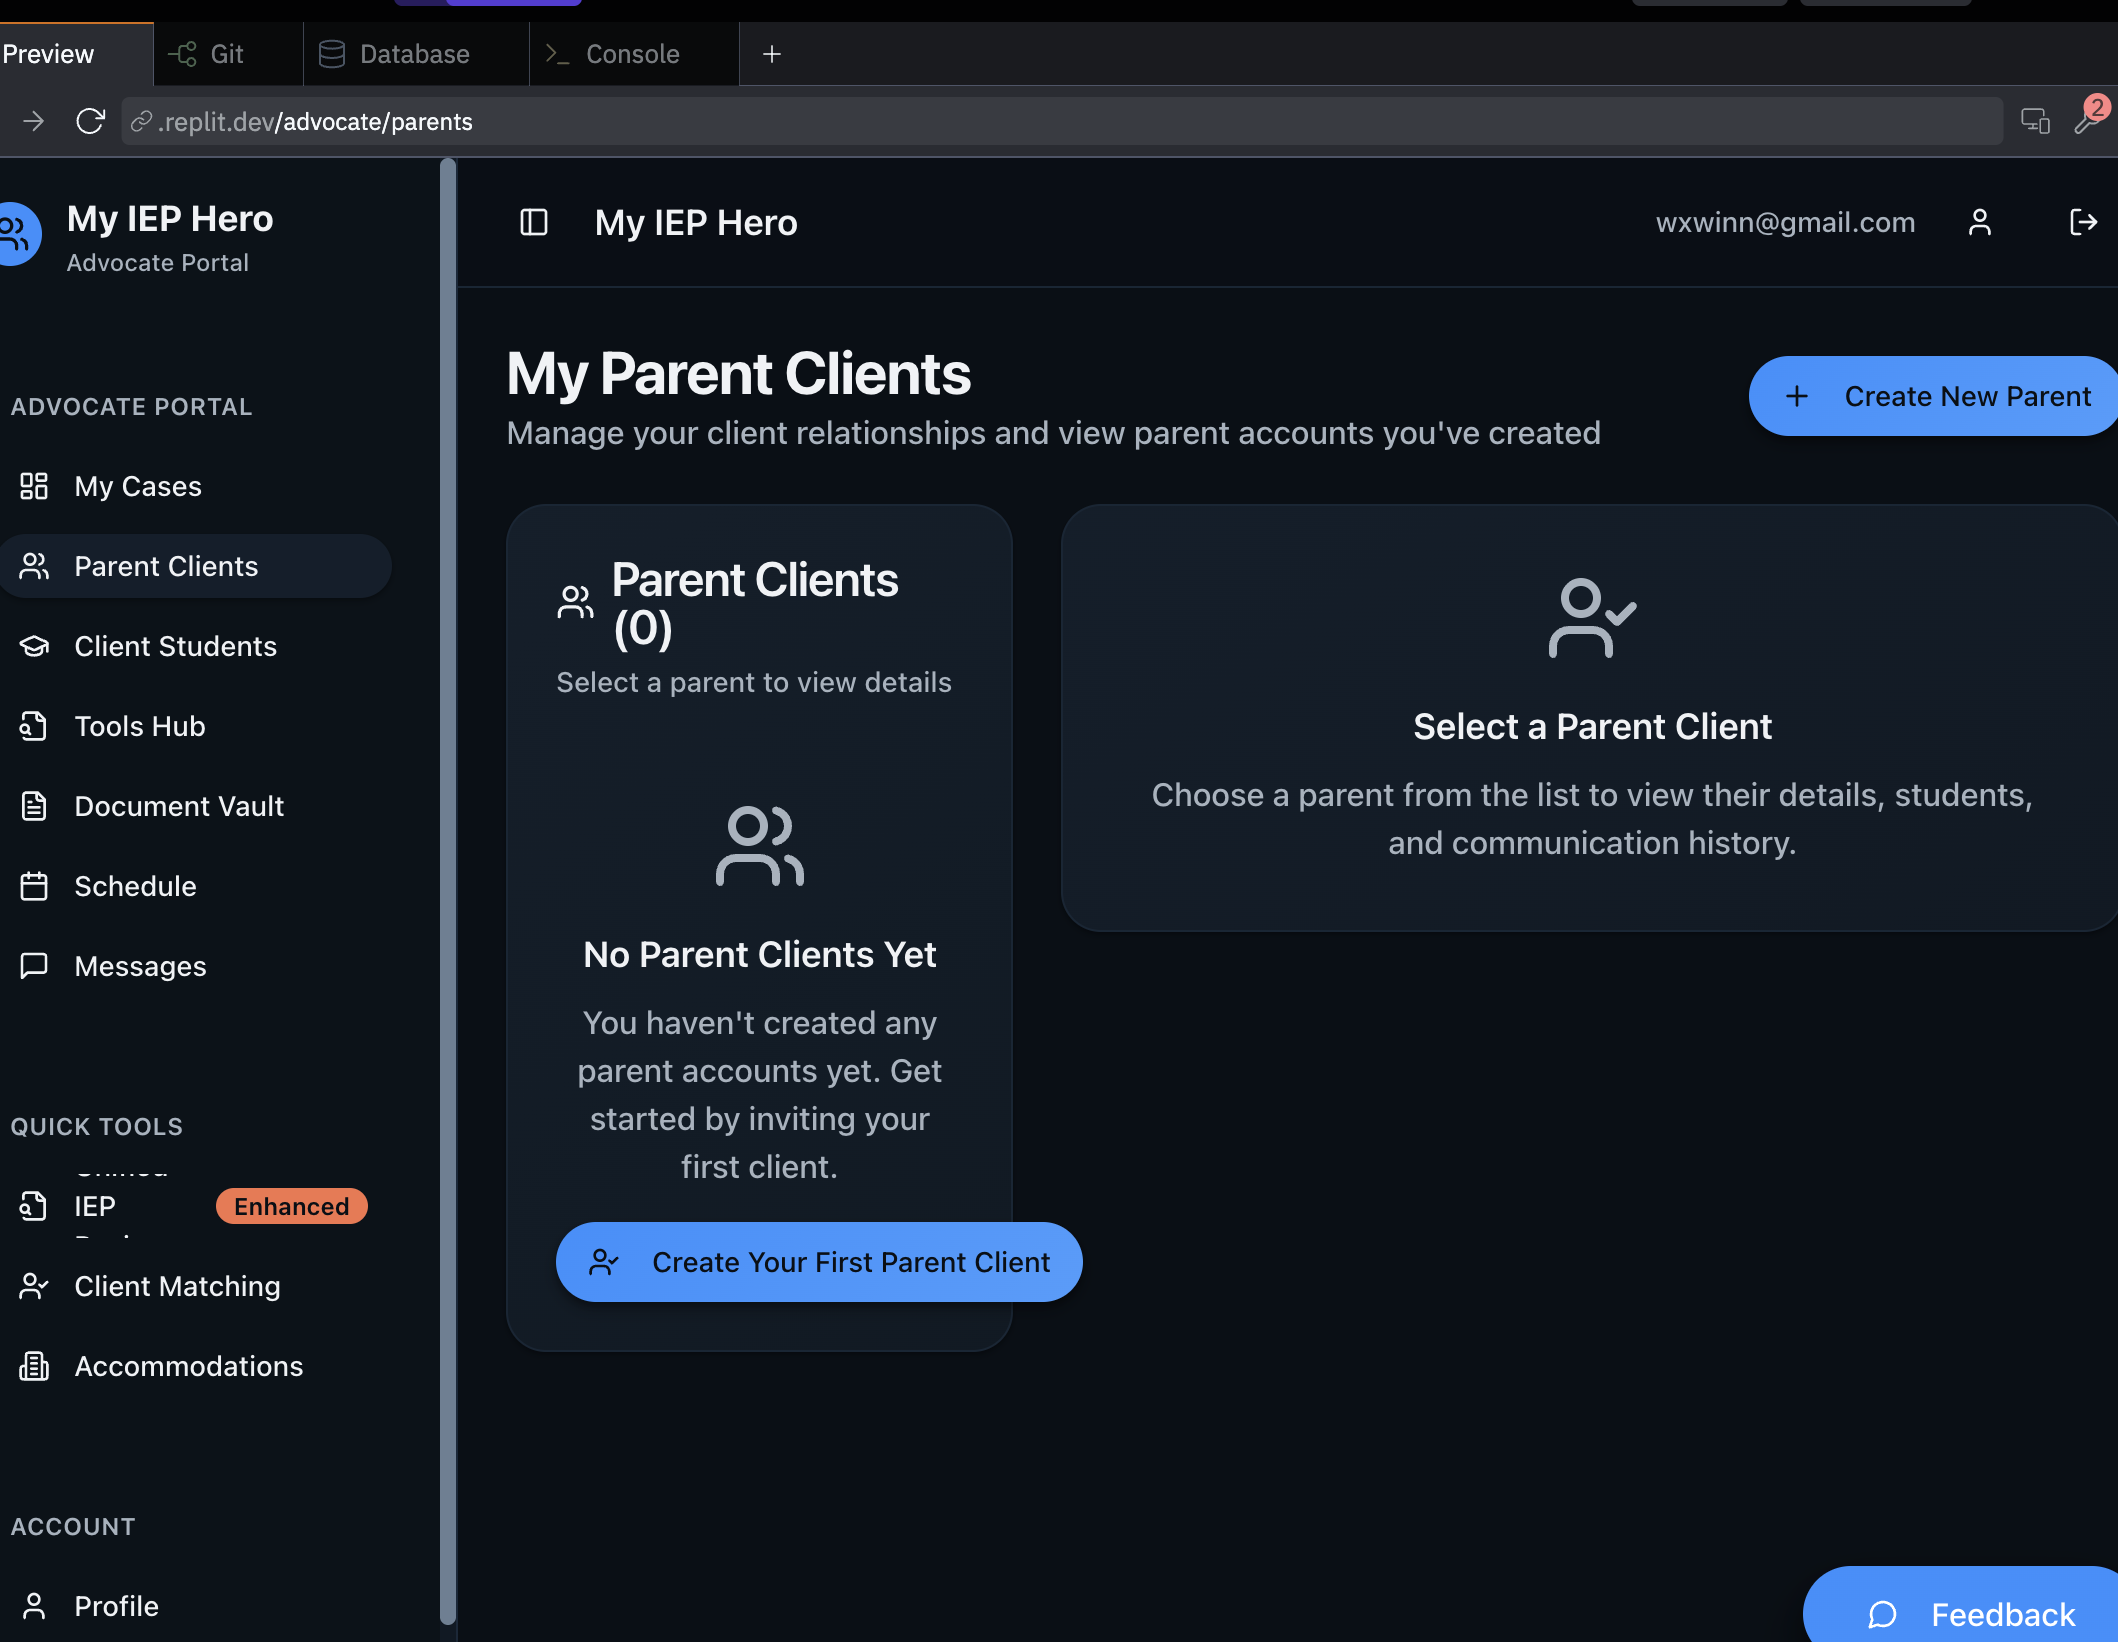 Preview
Git
Database
Console
.replit.dev/advocate/parents
2
My IEP Hero
Advocate Portal
My IEP Hero
wxwinn@gmail.com
ADVOCATE PORTAL
My Cases
Parent Clients
Client Students
Tools Hub
Document Vault
Schedule
Messages
QUICK TOOLS
IEP
Enhanced
Client Matching
Accommodations
ACCOUNT
Profile
My Parent Clients
Manage your client relationships and view parent accounts you've created
Create New Parent
Parent Clients
(0)
Select a parent to view details
No Parent Clients Yet
You haven't created any
parent accounts yet. Get
started by inviting your
first client.
Create Your First Parent Client
Select a Parent Client
Choose a parent from the list to view their details, students,
and communication history.
Feedback